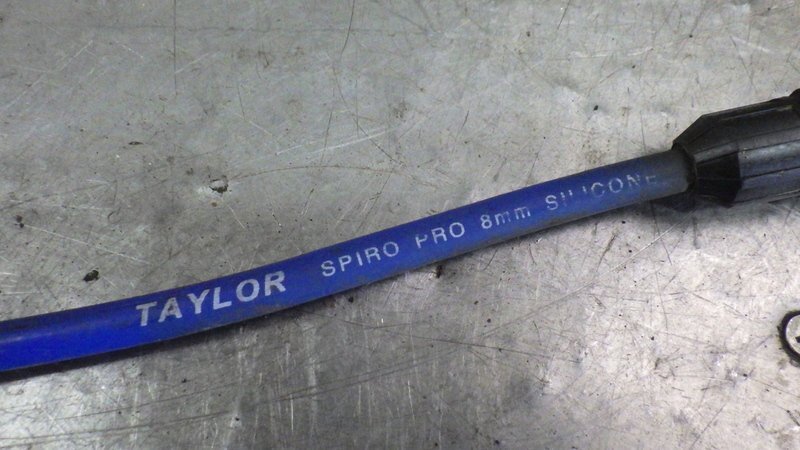 TAYLOR SPIRO PRO 8mm SILICONE